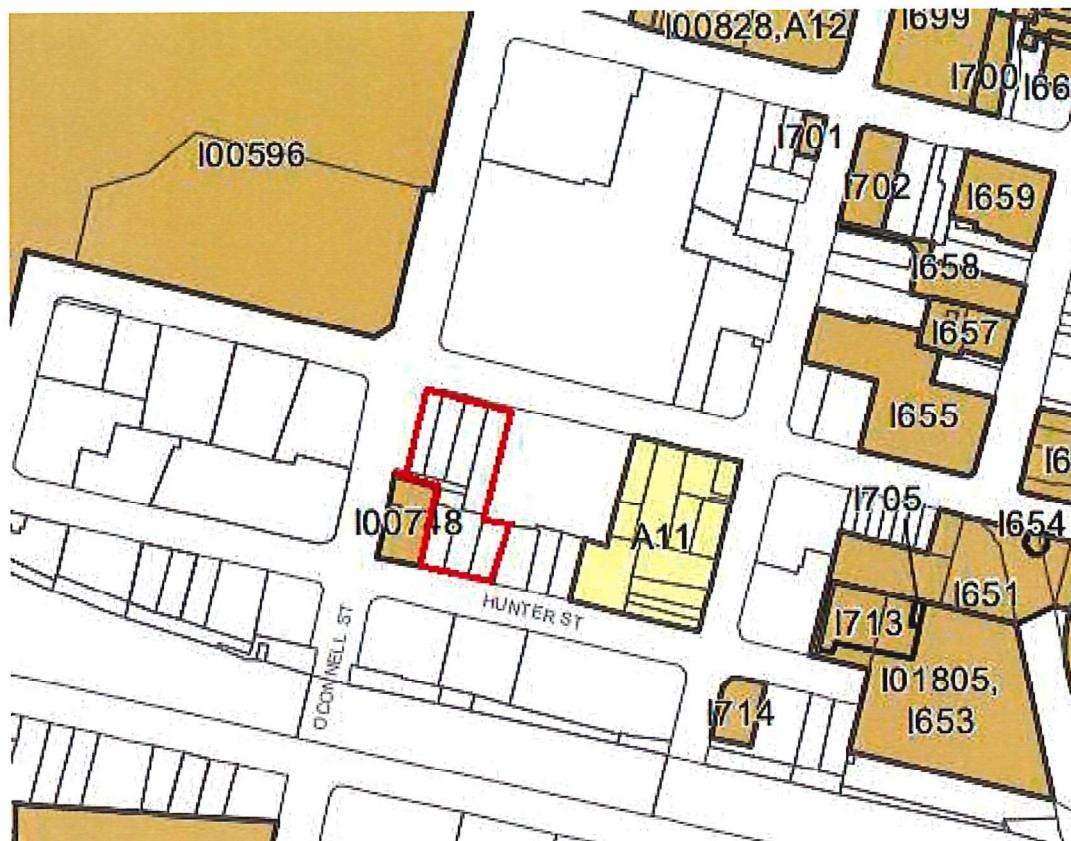 I00828,A12
I699
I700
I66
I701
I00596
I702
I659
I658
I657
I655
I6
I705
I654
I00748
A11
I651
HUNTER ST
I713
O'CONNELL ST
I01805,
I653
I714